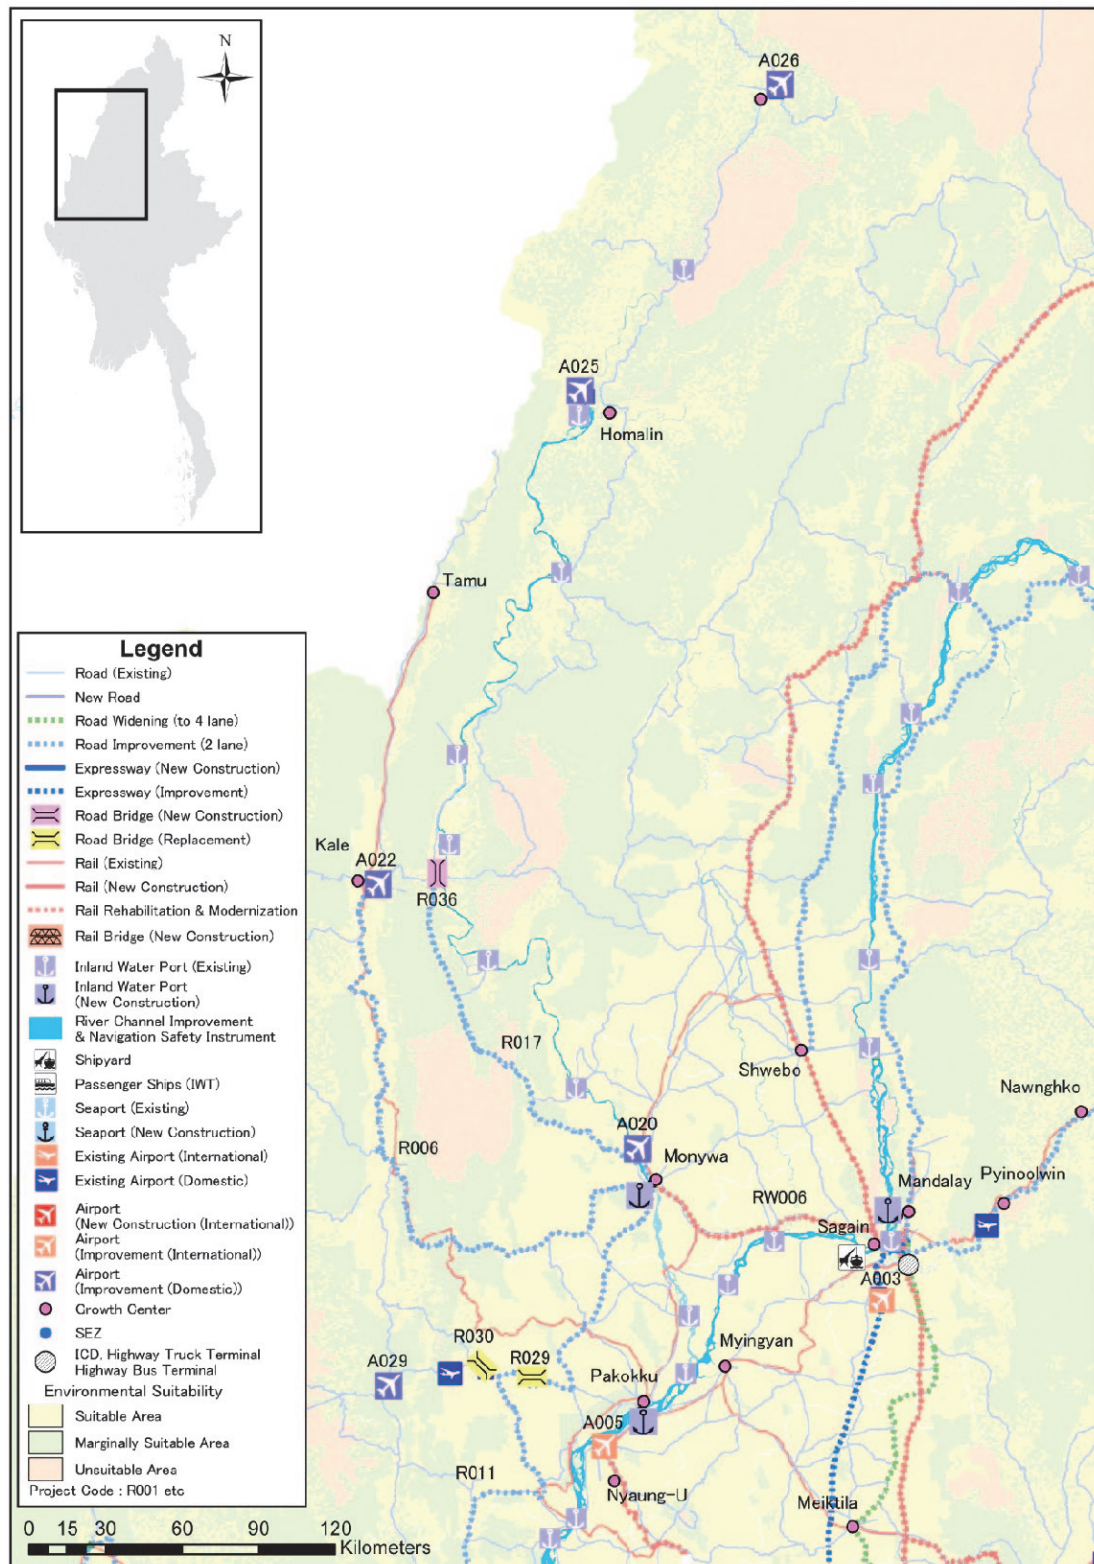 N
A026
A025
Homalin
Tamu
Legend
Road (Existing)
New Road
Road Widening (to 4 lane)
Road Improvement (2 lane)
Expressway (New Construction)
Expressway (Improvement)
Road Bridge (New Construction)
Road Bridge (Replacement)
Rail (Existing)
Rail (New Construction)
Rail Rehabilitation & Modernization
Rail Bridge (New Construction)
Inland Water Port (Existing)
Inland Water Port
(New Construction)
River Channel Improvement
& Navigation Safety Instrument
Shipyard
Passenger Ships (IWT)
Seaport (Existing)
Seaport (New Construction)
Existing Airport (International)
Existing Airport (Domestic)
Airport
(New Construction (International))
Airport
(Improvement (International))
Airport
(Improvement (Domestic))
Growth Center
SEZ
ICD, Highway Truck Terminal
Highway Bus Terminal
Environmental Suitability
Suitable Area
Marginally Suitable Area
Unsuitable Area
Project Code : R001 etc
0 15 30 60 90 120
Kilometers
Kale
A022
R036
R017
Shwebo
Nawnghko
A020
R006
Monywa
Pyinoolwin
Mandalay
RW006
Sagain
A003
R030
R029
A029
Myingyan
Pakokku
A005
R011
Nyaung-U
Meiktila